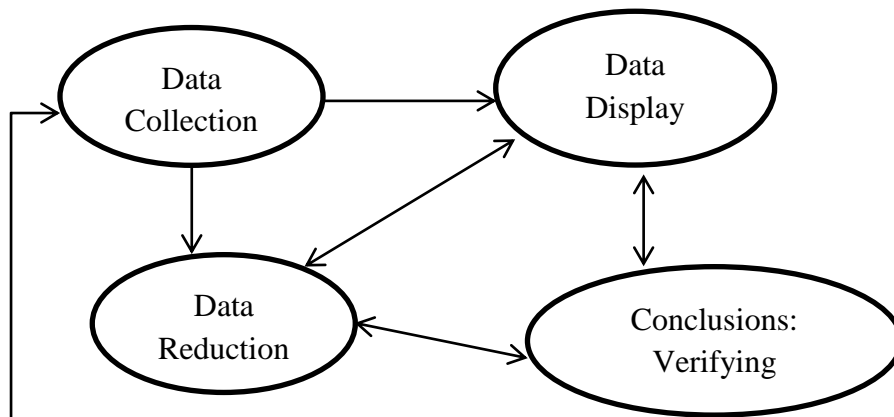 Data
Collection
Data
Display
Data
Reduction
Conclusions:
Verifying